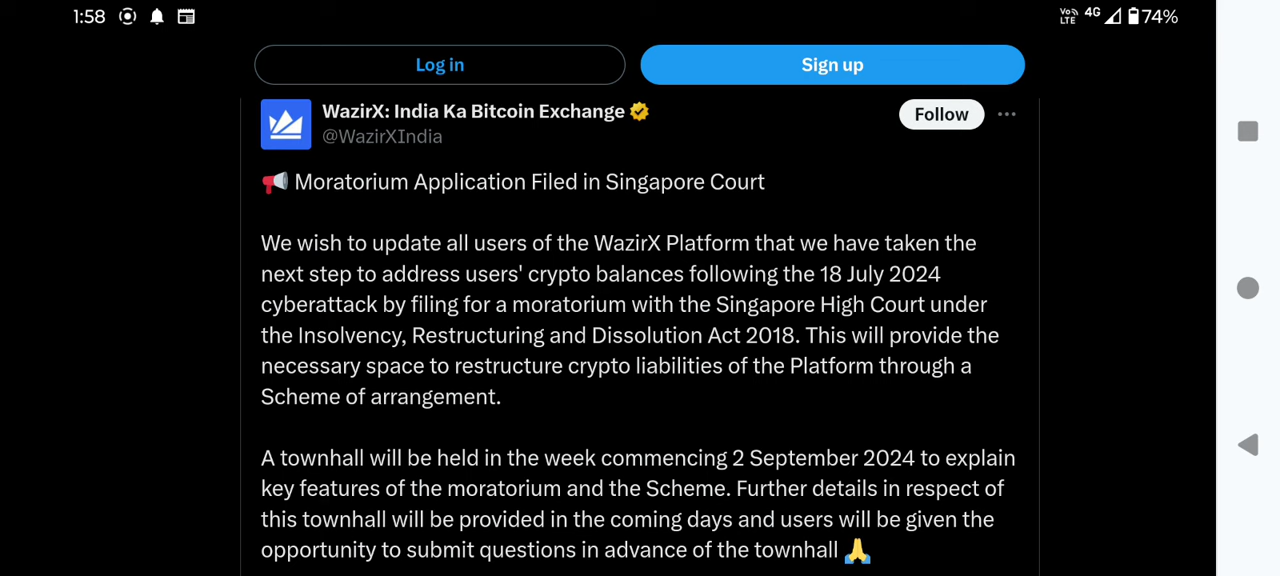 1:58
Vo LTE 4G 74%
Log in Sign up
WazirX: India Ka Bitcoin Exchange
@WazirXIndia
Follow
Moratorium Application Filed in Singapore Court
We wish to update all users of the WazirX Platform that we have taken the
next step to address users' crypto balances following the 18 July 2024
cyberattack by filing for a moratorium with the Singapore High Court under
the Insolvency, Restructuring and Dissolution Act 2018. This will provide the
necessary space to restructure crypto liabilities of the Platform through a
Scheme of arrangement.
A townhall will be held in the week commencing 2 September 2024 to explain
key features of the moratorium and the Scheme. Further details in respect of
this townhall will be provided in the coming days and users will be given the
opportunity to submit questions in advance of the townhall 🙏